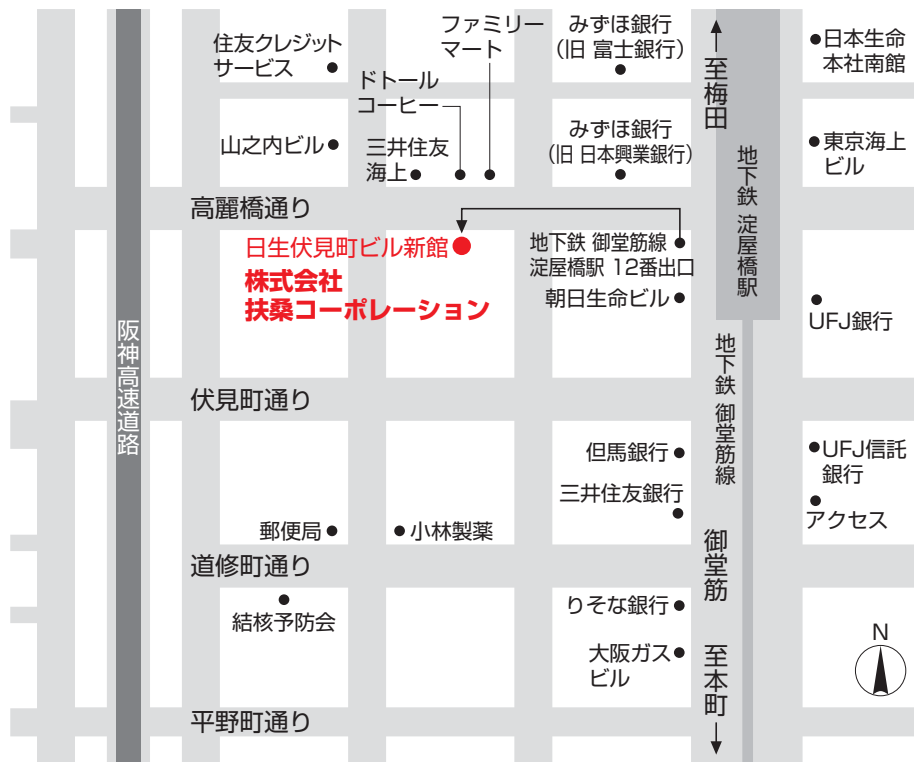 住友クレジット
サービス
ファミリー
マート
ドトール
コーヒー
みずほ銀行
(旧 富士銀行)
至梅田
日本生命
本社南館
山之内ビル
三井住友
海上
みずほ銀行
(旧 日本興業銀行)
地下鉄 淀屋橋駅
東京海上
ビル
高麗橋通り
日生伏見町ビル新館
株式会社
扶桑コーポレーション
地下鉄 御堂筋線
淀屋橋駅 12番出口
朝日生命ビル
UFJ銀行
阪神高速道路
地下鉄 御堂筋線
伏見町通り
但馬銀行
三井住友銀行
UFJ信託
銀行
アクセス
郵便局
小林製薬
御堂筋
道修町通り
結核予防会
りそな銀行
大阪ガス
ビル
至本町
N
平野町通り